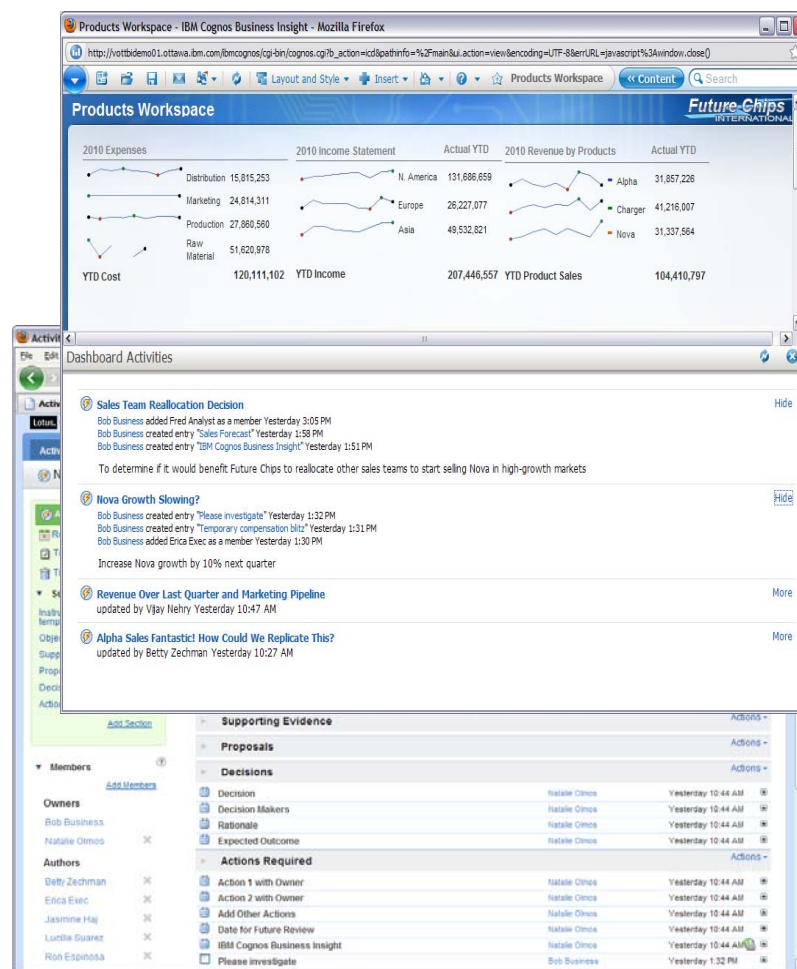 Products Workspace - IBM Cognos Business Insight - Mozilla Firefox
http://vottbidemo01.ottawa.ibm.com/ibmcognos/cgi-bin/cognos.cgi?b_action=icd&pathinfo=%2Fmain&ui.action=view&encoding=UTF-8&errURL=javascript%3Awindow.close()
Layout and Style Insert Products Workspace « Content Search
Products Workspace
Future Chips
INTERNATIONAL
2010 Expenses
Distribution 15,815,253
Marketing 24,814,311
Production 27,860,560
Raw Material 51,620,978
YTD Cost 120,111,102
2010 Income Statement Actual YTD
N. America 131,686,659
Europe 26,227,077
Asia 49,532,821
YTD Income 207,446,557
2010 Revenue by Products Actual YTD
Alpha 31,857,226
Charger 41,216,007
Nova 31,337,564
YTD Product Sales 104,410,797
Dashboard Activities
Sales Team Reallocation Decision Hide
Bob Business added Fred Analyst as a member Yesterday 3:05 PM
Bob Business created entry "Sales Forecast" Yesterday 1:58 PM
Bob Business created entry "IBM Cognos Business Insight" Yesterday 1:51 PM
To determine if it would benefit Future Chips to reallocate other sales teams to start selling Nova in high-growth markets
Nova Growth Slowing? Hide
Bob Business created entry "Please investigate" Yesterday 1:32 PM
Bob Business created entry "Temporary compensation blitz" Yesterday 1:31 PM
Bob Business added Erica Exec as a member Yesterday 1:30 PM
Increase Nova growth by 10% next quarter
Revenue Over Last Quarter and Marketing Pipeline More
updated by Vijay Nehry Yesterday 10:47 AM
Alpha Sales Fantastic! How Could We Replicate This? More
updated by Betty Zechman Yesterday 10:27 AM
Activit
File Edit
Activ
Lotus.
Activ
N
Instru
temp
Obje
Supp
Prop
Decis
Action
Add Section
Members
Add Members
Owners
Bob Business
Natalie Olmos
Authors
Betty Zechman
Erica Exec
Jasmine Haj
Lucille Suarez
Ron Espinosa
Supporting Evidence Actions
Proposals Actions
Decisions Actions
Decision Natalie Olmos Yesterday 10:44 AM
Decision Makers Natalie Olmos Yesterday 10:44 AM
Rationale Natalie Olmos Yesterday 10:44 AM
Expected Outcome Natalie Olmos Yesterday 10:44 AM
Actions Required Actions
Action 1 with Owner Natalie Olmos Yesterday 10:44 AM
Action 2 with Owner Natalie Olmos Yesterday 10:44 AM
Add Other Actions Natalie Olmos Yesterday 10:44 AM
Date for Future Review Natalie Olmos Yesterday 10:44 AM
IBM Cognos Business Insight Natalie Olmos Yesterday 10:44 AM
Please investigate Bob Business Yesterday 1:32 PM